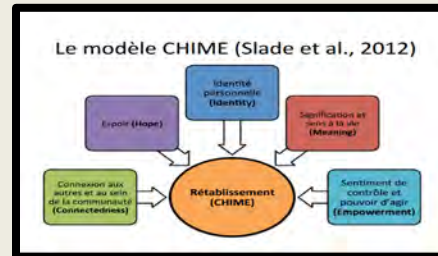 Le modèle CHIME (Slade et al., 2012)
Identité
personnelle
(Identity)
Espoir (Hope)
Signification et
sens à la vie
(Meaning)
Connexion aux
autres et au sein
de la communauté
(Connectedness)
Rétablissement
(CHIME)
Sentiment de
contrôle et
pouvoir d'agir
(Empowerment)